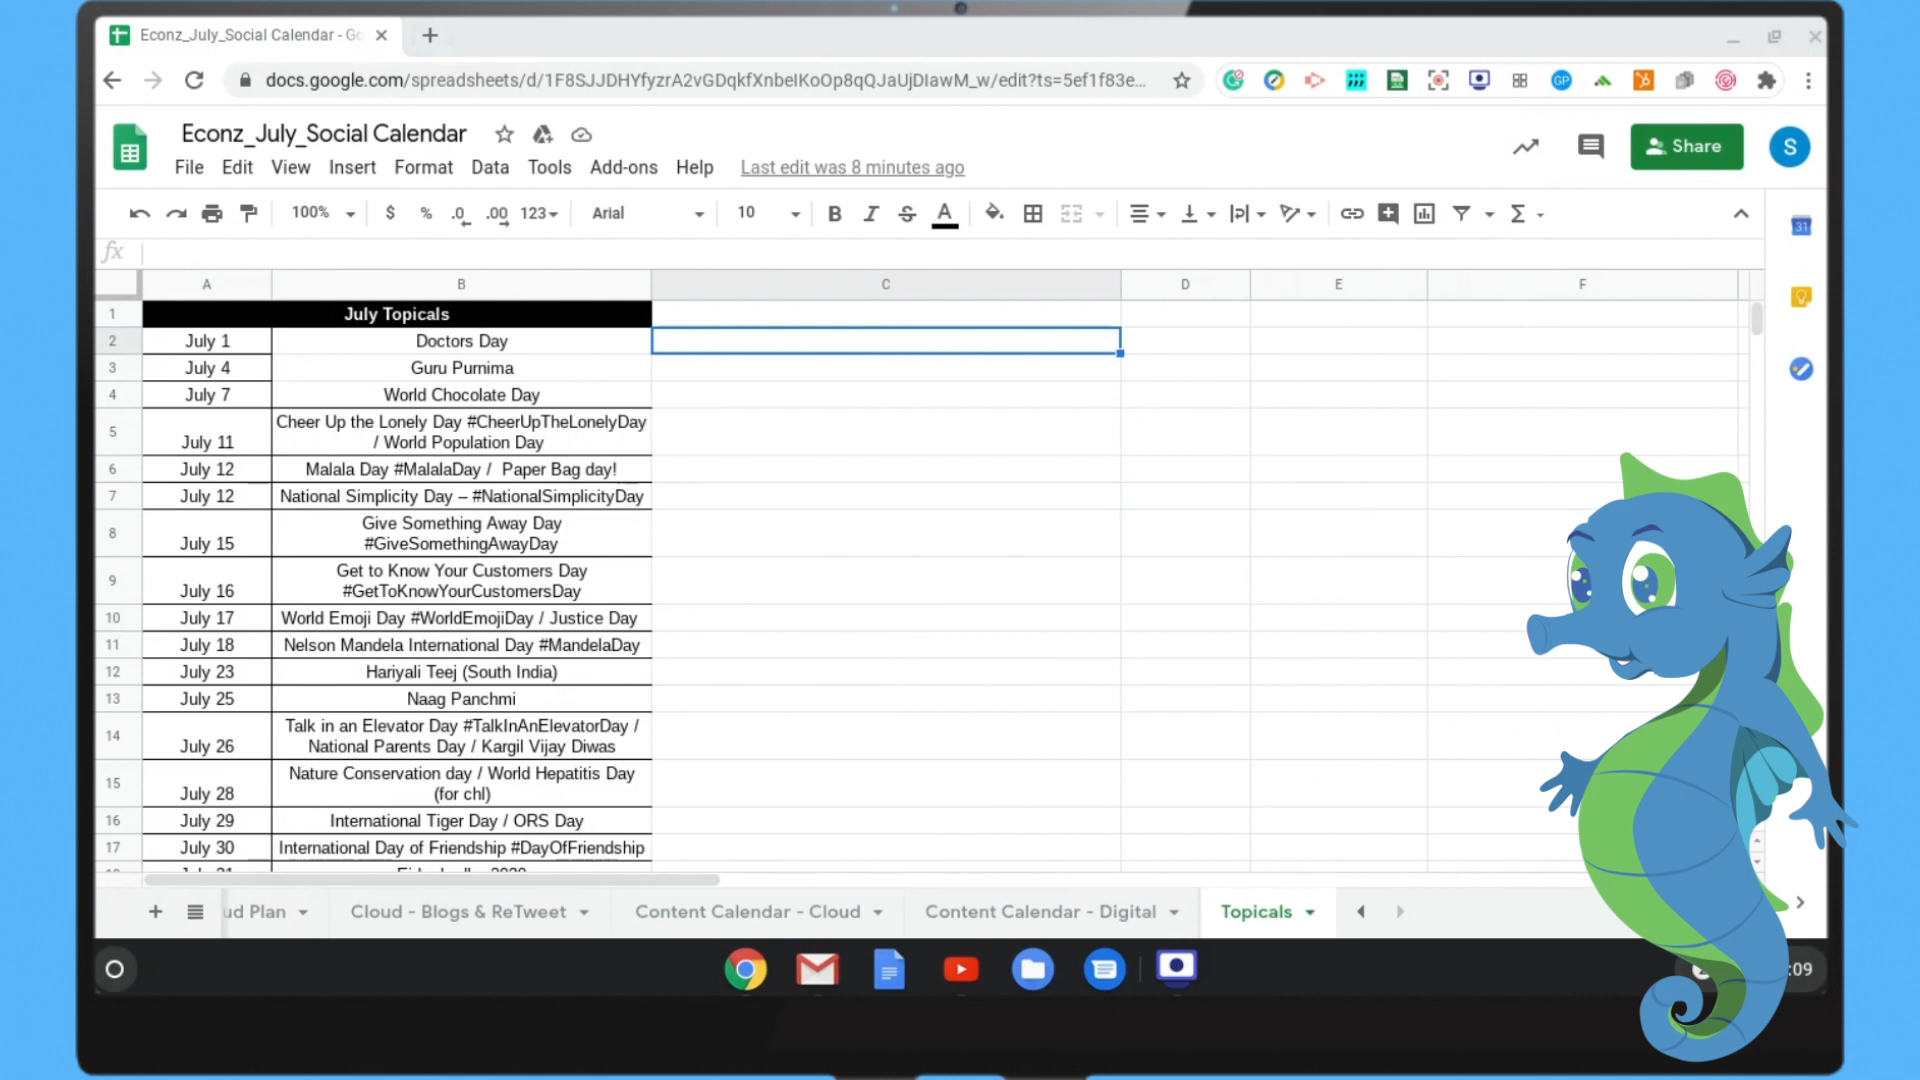 Econz_July_Social Calendar - Go
docs.google.com/spreadsheets/d/1F8SJJDHYfyzrA2vGDqkfXnbeIKoOp8qQJaUjDIawM_w/edit?ts=5ef1f83e...
GP
Econz_July_Social Calendar
Share
S
File Edit View Insert Format Data Tools Add-ons Help Last edit was 8 minutes ago
100% $ % .0 .00 123 Arial 10 B I S A
31
fx
A B C D E F
1 July Topicals
2 July 1 Doctors Day
3 July 4 Guru Purnima
4 July 7 World Chocolate Day
Cheer Up the Lonely Day #CheerUpTheLonelyDay
5 July 11 / World Population Day
6 July 12 Malala Day #MalalaDay / Paper Bag day!
7 July 12 National Simplicity Day – #NationalSimplicityDay
Give Something Away Day
8 July 15 #GiveSomethingAwayDay
Get to Know Your Customers Day
9 July 16 #GetToKnowYourCustomersDay
10 July 17 World Emoji Day #WorldEmojiDay / Justice Day
11 July 18 Nelson Mandela International Day #MandelaDay
12 July 23 Hariyali Teej (South India)
13 July 25 Naag Panchmi
Talk in an Elevator Day #TalkInAnElevatorDay /
14 July 26 National Parents Day / Kargil Vijay Diwas
Nature Conservation day / World Hepatitis Day
15 July 28 (for chl)
16 July 29 International Tiger Day / ORS Day
17 July 30 International Day of Friendship #DayOfFriendship
ud Plan Cloud - Blogs & ReTweet Content Calendar - Cloud Content Calendar - Digital Topicals
:09